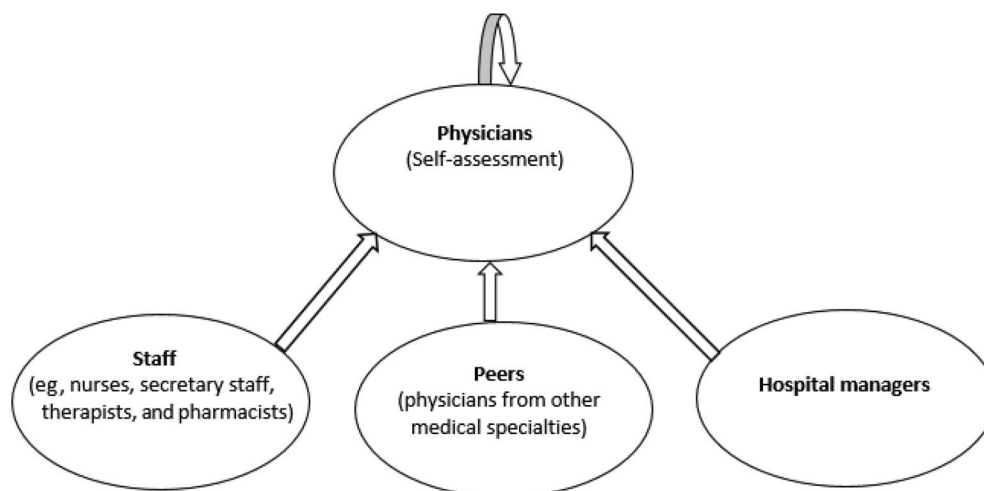 Physicians
(Self-assessment)
Staff
(eg, nurses, secretary staff,
therapists, and pharmacists)
Peers
(physicians from other
medical specialties)
Hospital managers